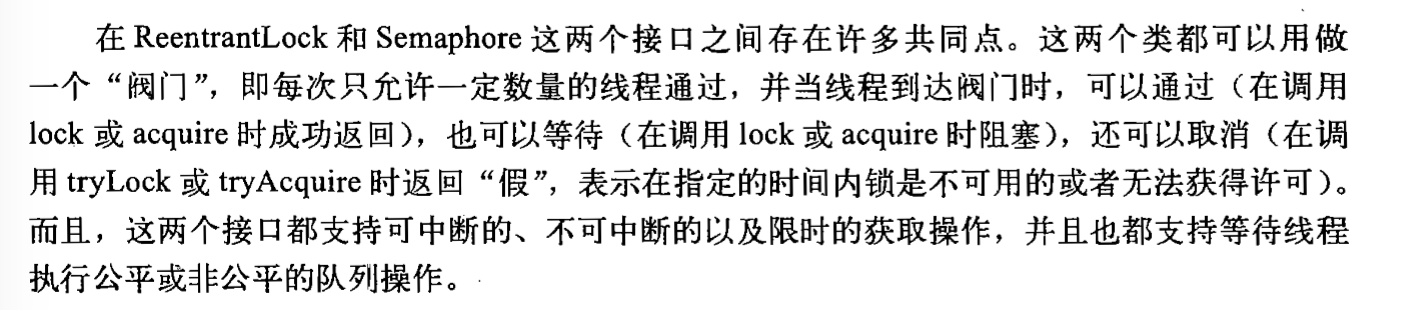 在 ReentrantLock 和 Semaphore 这两个接口之间存在许多共同点。这两个类都可以用做
一个“阀门”，即每次只允许一定数量的线程通过，并当线程到达阀门时，可以通过（在调用
lock 或 acquire 时成功返回），也可以等待（在调用 lock 或 acquire 时阻塞），还可以取消（在调
用 tryLock 或 tryAcquire 时返回“假”，表示在指定的时间内锁是不可用的或者无法获得许可）。
而且，这两个接口都支持可中断的、不可中断的以及限时的获取操作，并且也都支持等待线程
执行公平或非公平的队列操作。